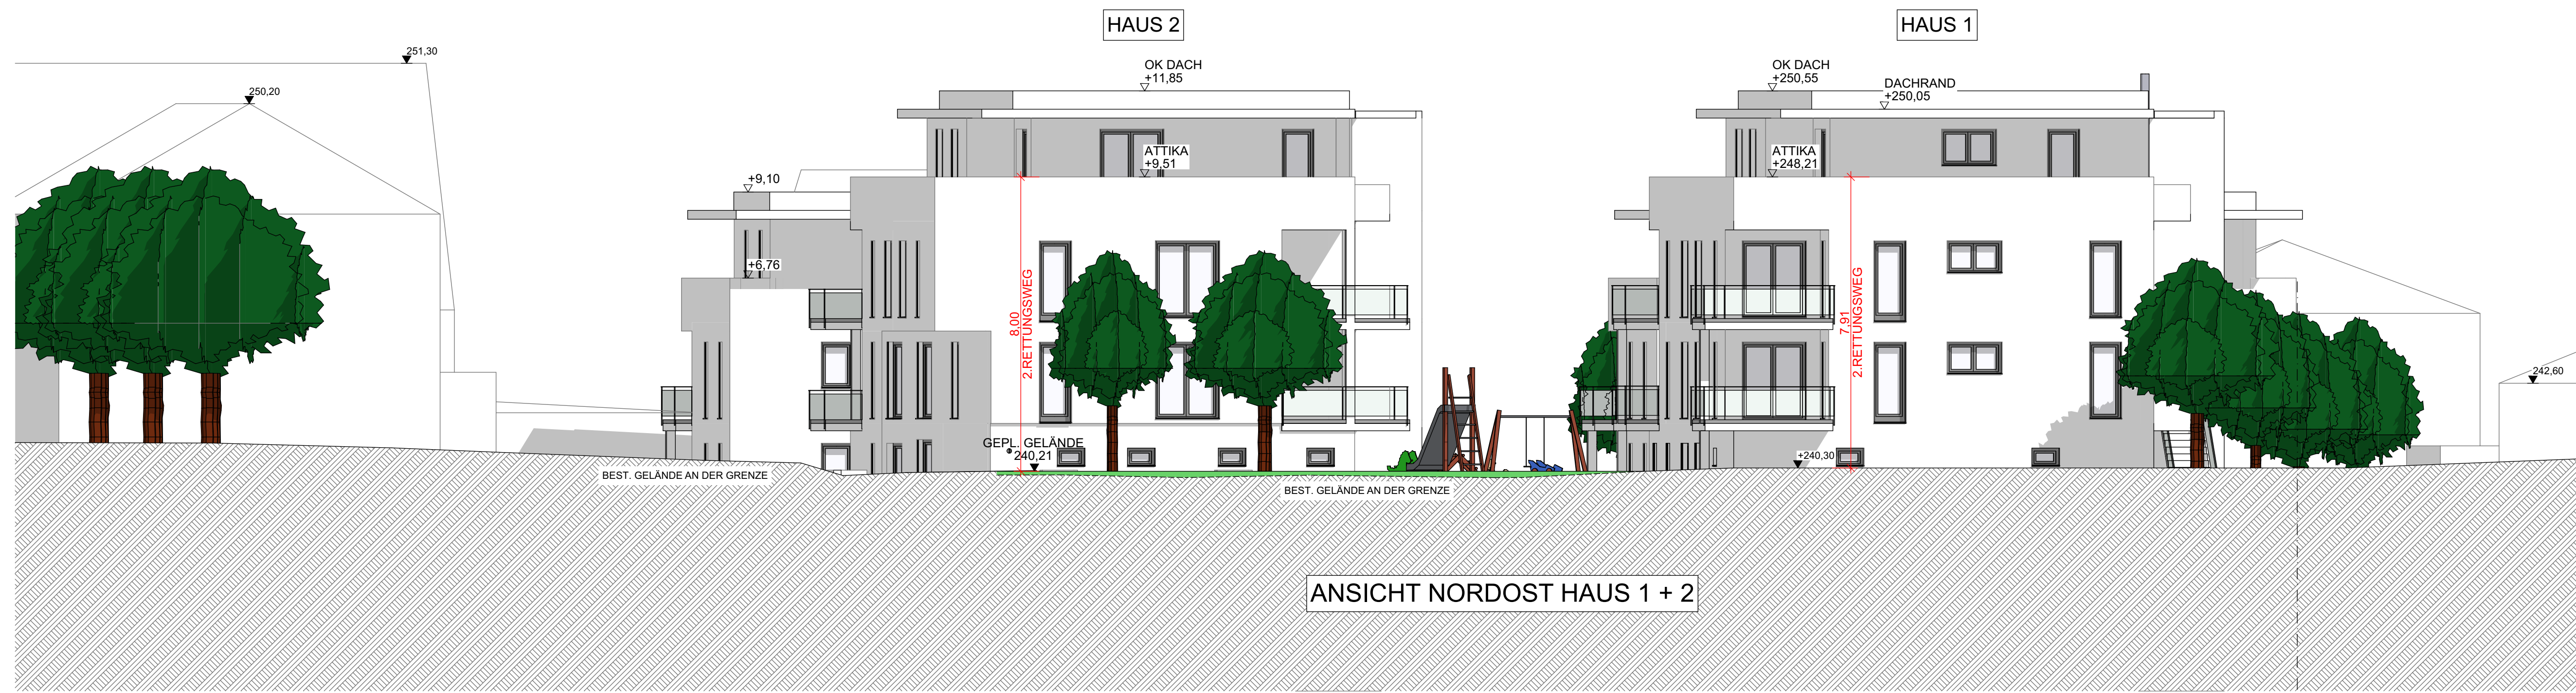 HAUS 2
HAUS 1
251,30
250,20
OK DACH
+11,85
OK DACH
+250,55
DACHRAND
+250,05
ATTIKA
+9,51
ATTIKA
+248,21
+9,10
+6,76
8,00
2.RETTUNGSWEG
7,91
2.RETTUNGSWEG
242,60
GEPL. GELÄNDE
240,21
+240,30
BEST. GELÄNDE AN DER GRENZE
BEST. GELÄNDE AN DER GRENZE
ANSICHT NORDOST HAUS 1 + 2